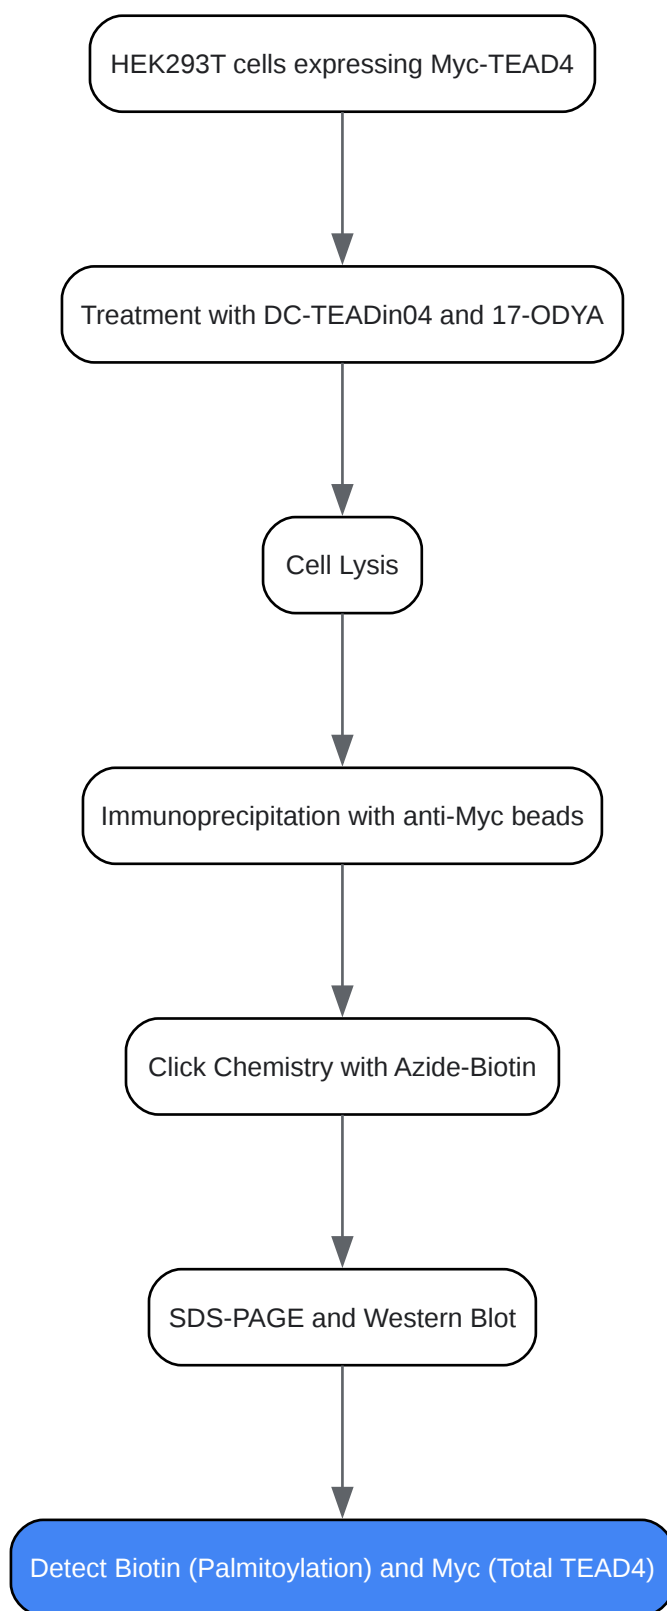 HEK293T cells expressing Myc-TEAD4
Treatment with DC-TEADin04 and 17-ODYA
Cell Lysis
Immunoprecipitation with anti-Myc beads
Click Chemistry with Azide-Biotin
SDS-PAGE and Western Blot
Detect Biotin (Palmitoylation) and Myc (Total TEAD4)